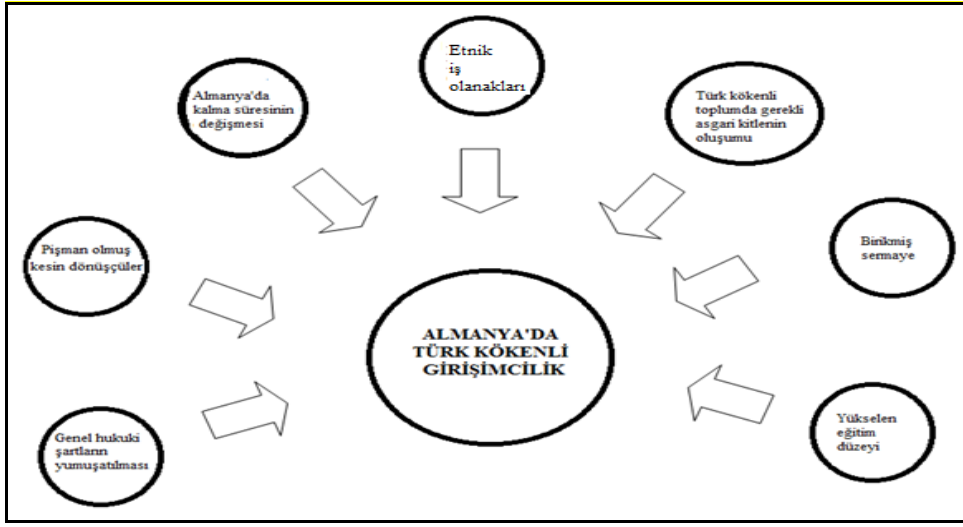 Etnik
iş
olanakları
Almanya'da
kalma süresinin
değişmesi
Türk kökenli
toplumda gerekli
asgari kitlenin
oluşumu
Pişman olmuş
kesin dönüşçüler
Birikmiş
sermaye
ALMANYA'DA
TÜRK KÖKENLİ
GİRİŞİMCİLİK
Genel hukuki
şartların
yumuşatılması
Yükselen
eğitim
düzeyi